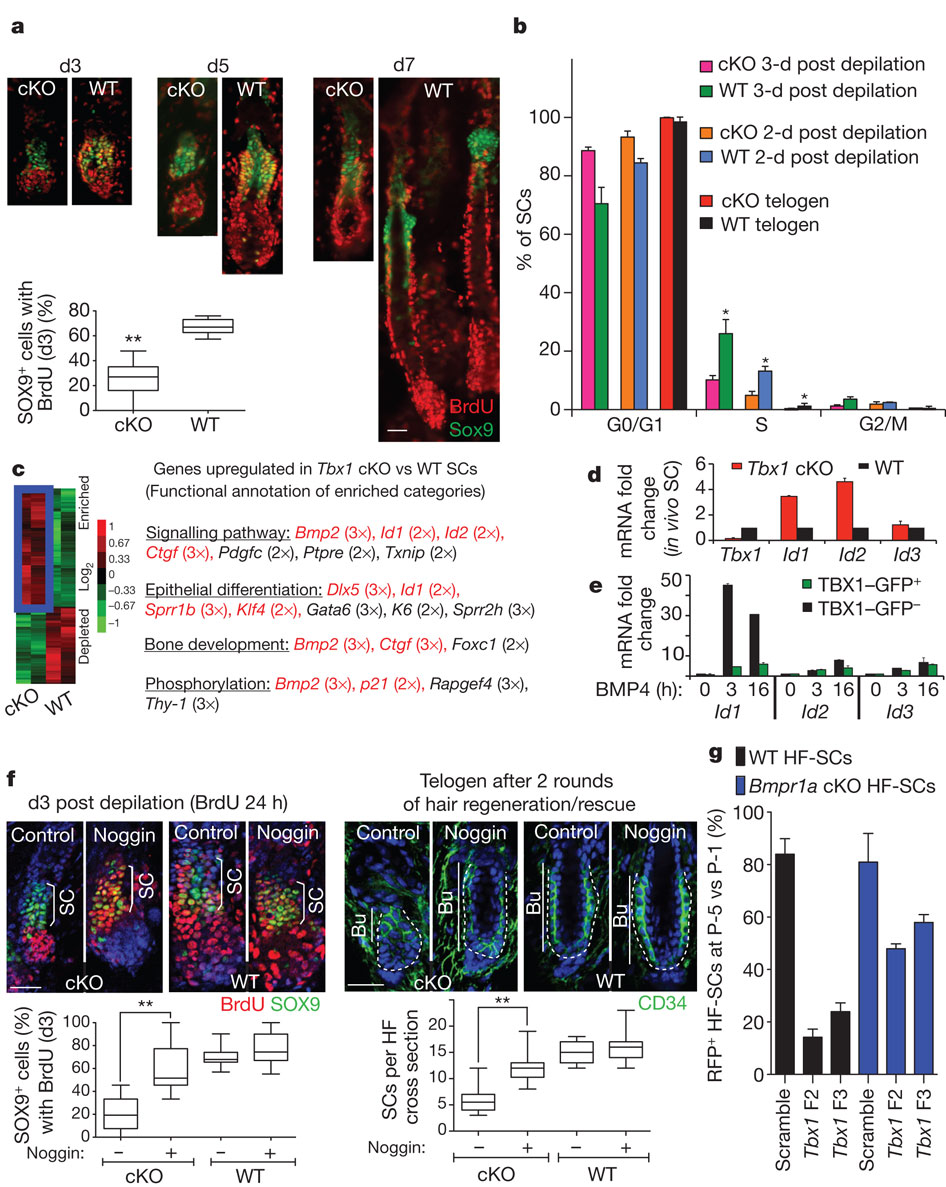 a
d3
d5
d7
cKO WT
cKO WT
cKO WT
80
60
40
20
0
SOX9+ cells with
BrdU (d3) (%)
**
cKO WT
BrdU
Sox9
b
% of SCs
100
80
60
40
20
0
cKO 3-d post depilation
WT 3-d post depilation
cKO 2-d post depilation
WT 2-d post depilation
cKO telogen
WT telogen
* * *
G0/G1 S G2/M
c
Enriched
Depleted
Log2
1
0.67
0.33
0
−0.33
−0.67
−1
cKO WT
Genes upregulated in Tbx1 cKO vs WT SCs
(Functional annotation of enriched categories)
Signalling pathway: Bmp2 (3×), Id1 (2×), Id2 (2×),
Ctgf (3×), Pdgfc (2×), Ptpre (2×), Txnip (2×)
Epithelial differentiation: Dlx5 (3×), Id1 (2×),
Sprr1b (3×), Klf4 (2×), Gata6 (3×), K6 (2×), Sprr2h (3×)
Bone development: Bmp2 (3×), Ctgf (3×), Foxc1 (2×)
Phosphorylation: Bmp2 (3×), p21 (2×), Rapgef4 (3×),
Thy-1 (3×)
d
mRNA fold
change
(in vivo SC)
6
4
2
0
Tbx1 cKO WT
Tbx1 Id1 Id2 Id3
e
mRNA fold
change
50
30
10
TBX1–GFP+
TBX1–GFP−
BMP4 (h): 0 3 16 0 3 16 0 3 16
Id1 Id2 Id3
f
d3 post depilation (BrdU 24 h)
Control Noggin Control Noggin
SC SC SC SC
cKO WT
BrdU SOX9
SOX9+ cells (%)
with BrdU (d3)
100
80
60
40
20
0
**
Noggin: − + − +
cKO WT
Telogen after 2 rounds
of hair regeneration/rescue
Control Noggin Control Noggin
Bu Bu Bu Bu
cKO WT
CD34
SCs per HF
cross section
15
10
5
0
**
Noggin: − + − +
cKO WT
g
WT HF-SCs
Bmpr1a cKO HF-SCs
RFP+ HF-SCs at P-5 vs P-1 (%)
100
80
60
40
20
0
Scramble
Tbx1 F2
Tbx1 F3
Scramble
Tbx1 F2
Tbx1 F3